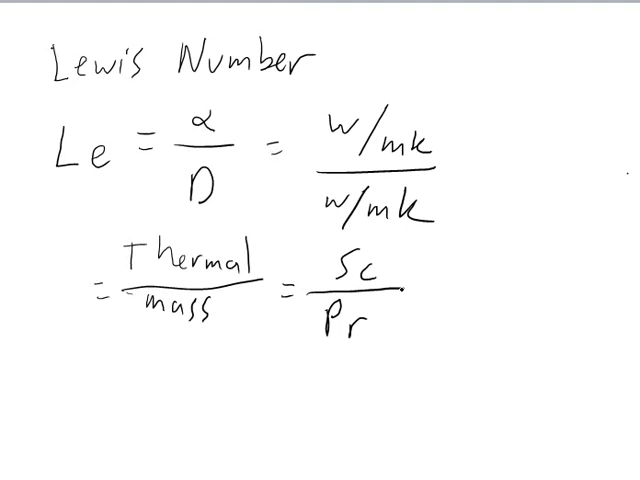 Lewis Number
Le = α/D = W/mk / W/mk
= Thermal/mass = Sc/Pr